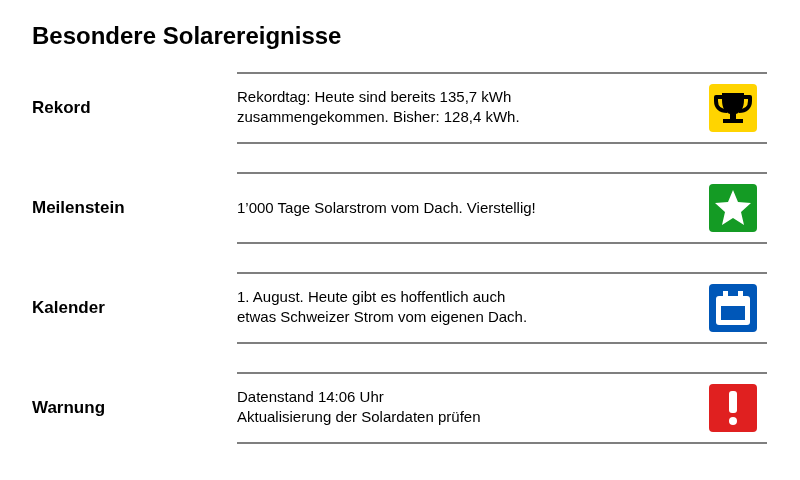 Besondere Solarereignisse
Rekord
Rekordtag: Heute sind bereits 135,7 kWh
zusammengekommen. Bisher: 128,4 kWh.
Meilenstein
1’000 Tage Solarstrom vom Dach. Vierstellig!
Kalender
1. August. Heute gibt es hoffentlich auch
etwas Schweizer Strom vom eigenen Dach.
Warnung
Datenstand 14:06 Uhr
Aktualisierung der Solardaten prüfen